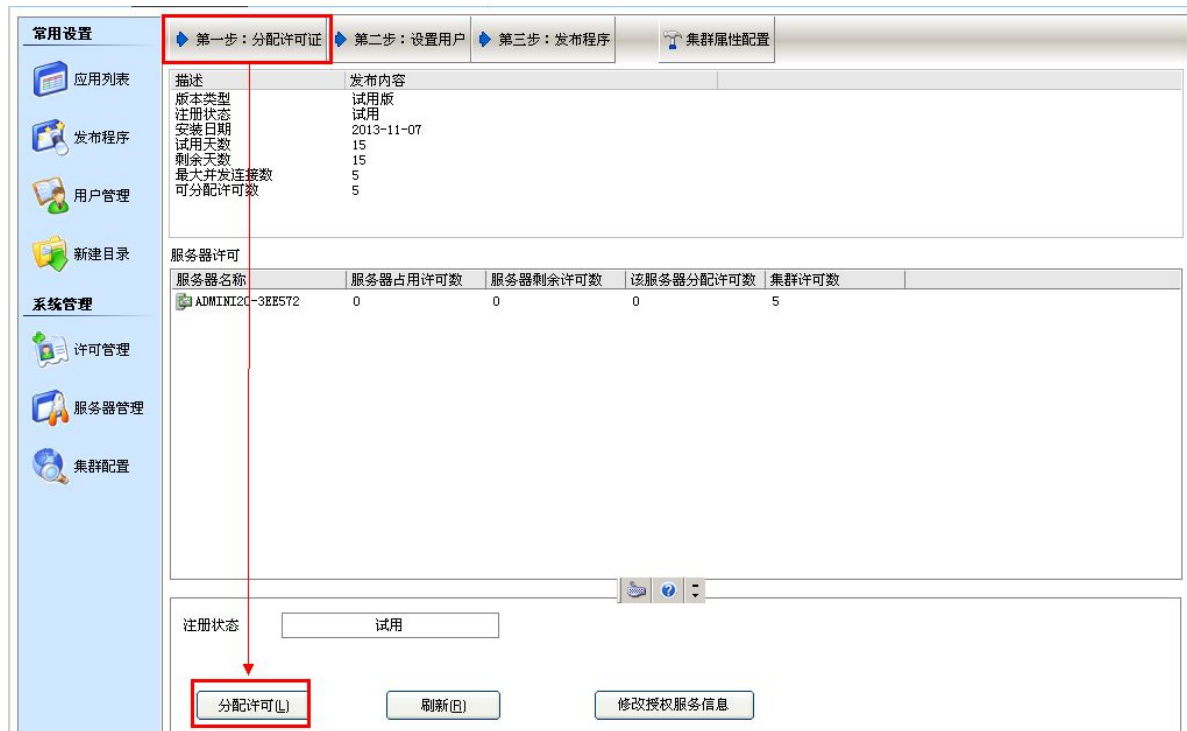 常用设置
应用列表
发布程序
用户管理
新建目录
系统管理
许可管理
服务器管理
集群配置
第一步：分配许可证 第二步：设置用户 第三步：发布程序 集群属性配置
描述 发布内容
版本类型 试用版
注册状态 试用
安装日期 2013-11-07
试用天数 15
剩余天数 15
最大并发连接数 5
可分配许可数 5
服务器许可
服务器名称 服务器占用许可数 服务器剩余许可数 该服务器分配许可数 集群许可数
ADMINI20-3EE572 0 0 0 5
注册状态 试用
分配许可(L) 刷新(R) 修改授权服务信息